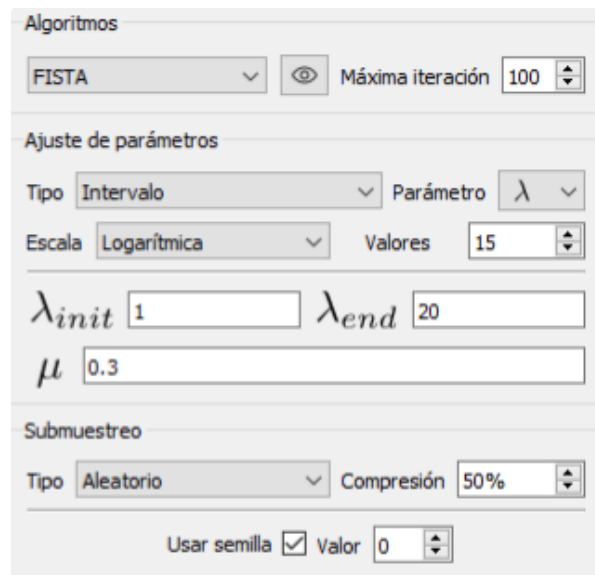 Algoritmos
FISTA Máxima iteración 100
Ajuste de parámetros
Tipo Intervalo Parámetro λ
Escala Logarítmica Valores 15
λinit 1 λend 20
μ 0.3
Submuestreo
Tipo Aleatorio Compresión 50%
Usar semilla Valor 0